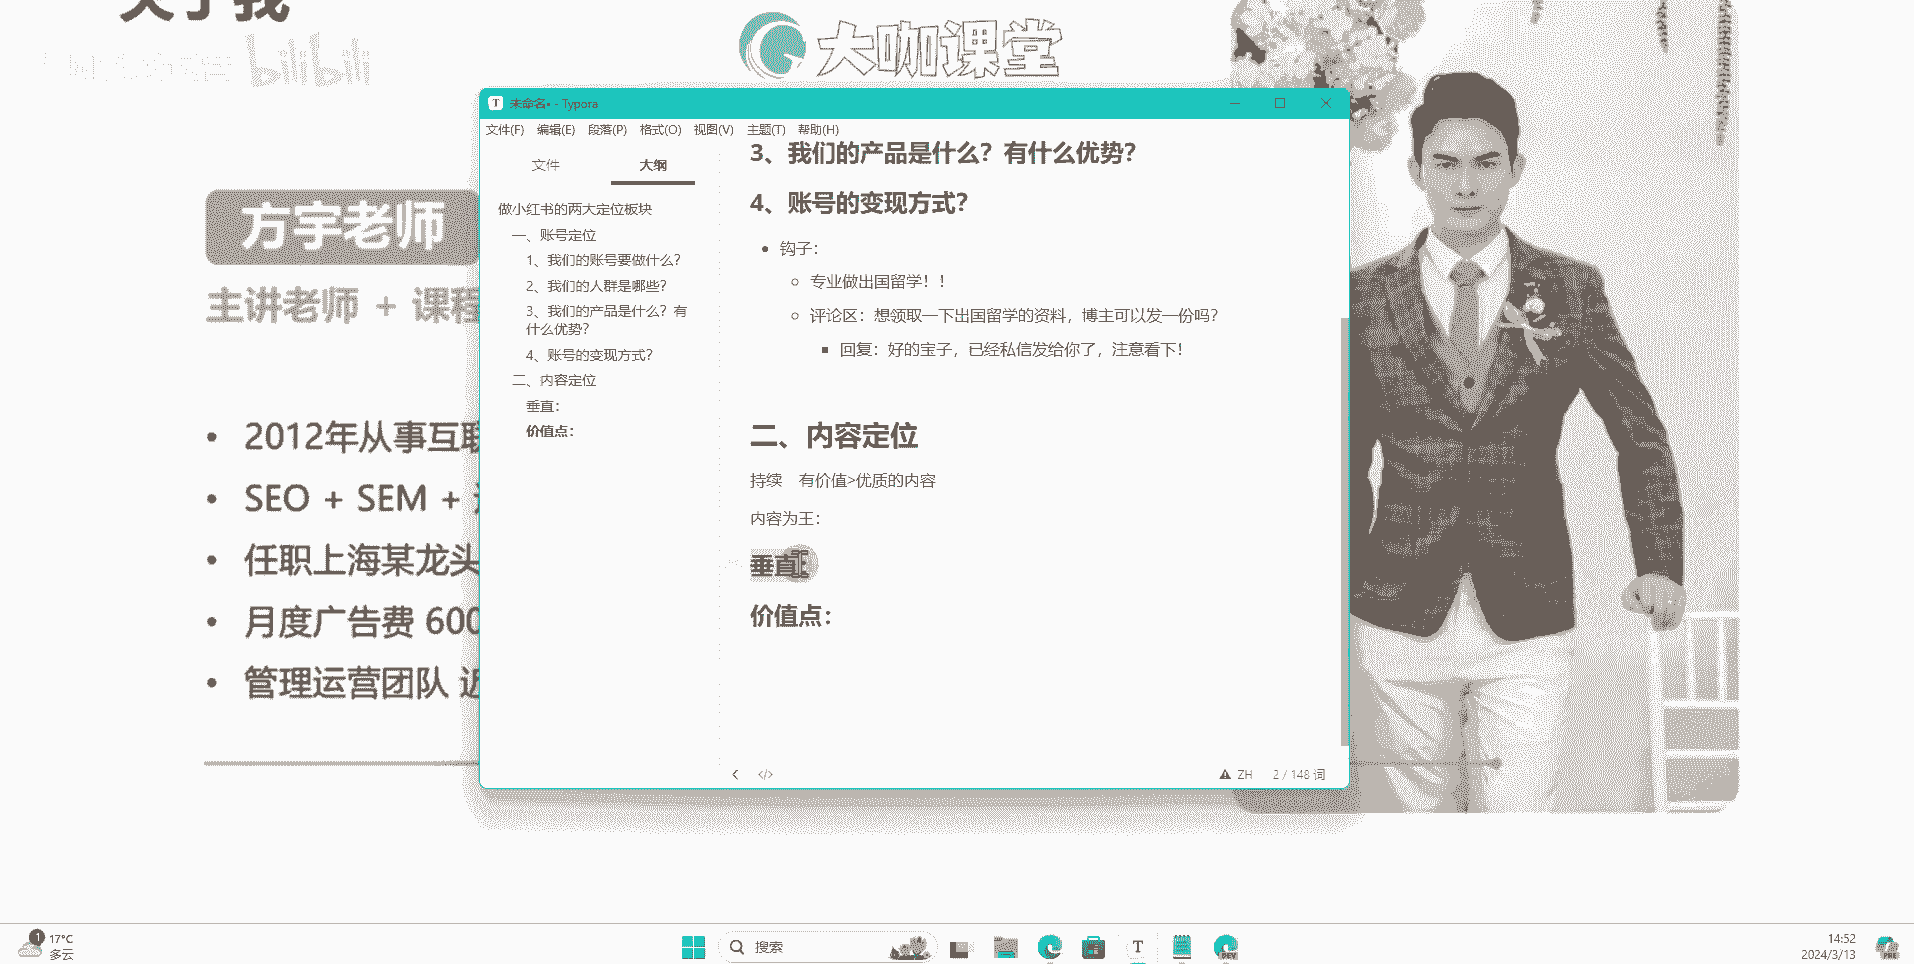 关于我
bilibili
大咖课堂
方宇老师
主讲老师 + 课程
2012年从事互联
SEO + SEM +
任职上海某龙头
月度广告费 600
管理运营团队 近
未命名• - Typora
文件(F) 编辑(E) 段落(P) 格式(O) 视图(V) 主题(T) 帮助(H)
文件 大纲
做小红书的两大定位板块
一、账号定位
1、我们的账号要做什么？
2、我们的人群是哪些？
3、我们的产品是什么？有
什么优势？
4、账号的变现方式？
二、内容定位
垂直：
价值点：
3、我们的产品是什么？有什么优势？
4、账号的变现方式？
钩子：
专业做出国留学！！
评论区：想领取一下出国留学的资料，博主可以发一份吗？
回复：好的宝子，已经私信发给你了，注意看下！
二、内容定位
持续 有价值>优质的内容
内容为王：
垂直：
价值点：
ZH 2 / 148 词
1
17°C
多云
搜索
T
DEV
14:52
2024/3/13
PRE